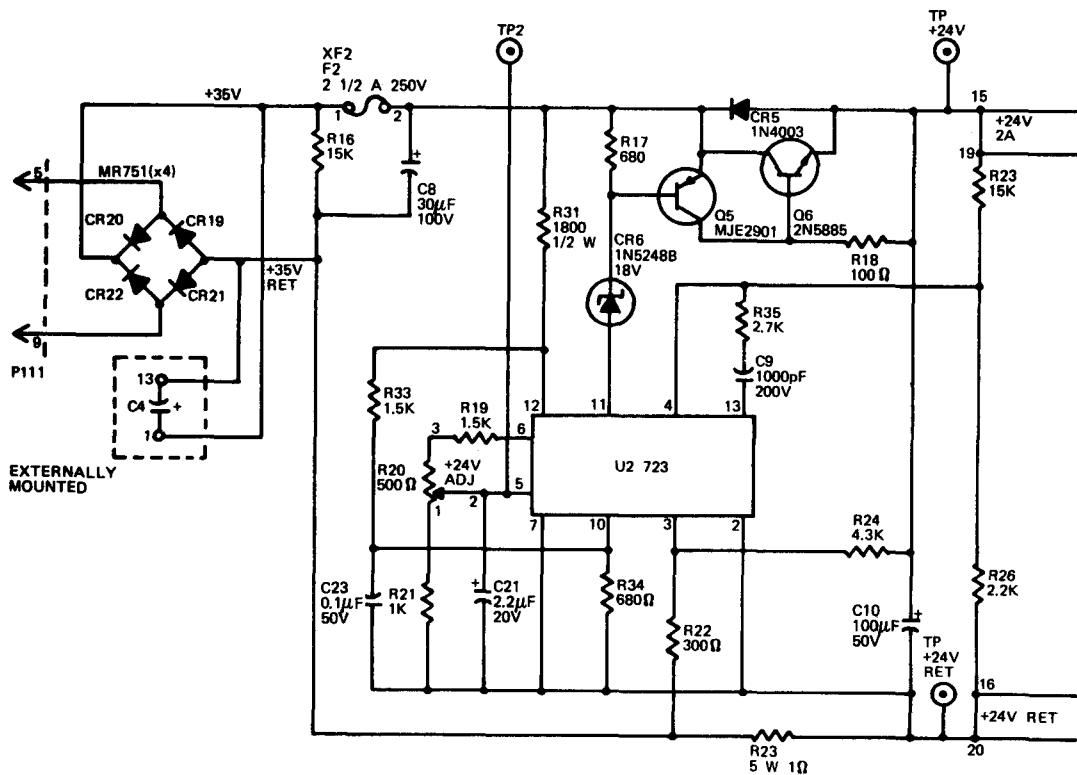 TP2
TP
+24V
XF2
F2
2 1/2 A 250V
+35V
1
2
15
CR5
1N4003
+24V
2A
19
R16
15K
R17
680
R23
15K
5
MR751(x4)
C8
30μF
100V
CR20
CR19
R31
1800
1/2 W
Q5
MJE2901
Q6
2N5885
CR6
1N5248B
18V
R18
100Ω
+35V
RET
CR22
CR21
R35
2.7K
9
P111
C9
1000pF
200V
13
C4
+
1
R33
1.5K
R19
1.5K
12
11
4
13
3
6
EXTERNALLY
MOUNTED
R20
500Ω
+24V
ADJ
U2 723
1
2
5
7
10
3
2
R24
4.3K
C23
0.1μF
50V
R21
1K
+
C21
2.2μF
20V
R34
680Ω
R26
2.2K
C10
100μF
50V
+
R22
300Ω
TP
+24V
RET
16
+24V RET
R23
5 W 1Ω
20